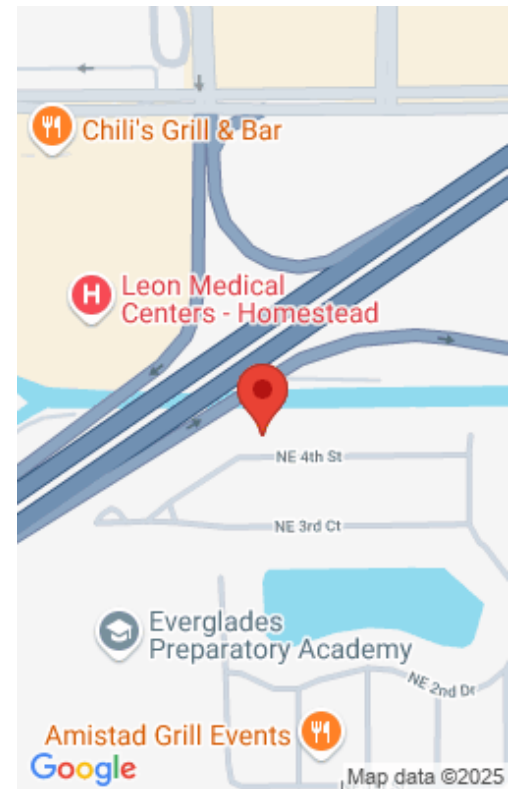 Chili's Grill & Bar
Leon Medical
Centers - Homestead
H
NE 4th St
NE 3rd Ct
Everglades
Preparatory Academy
NE 2nd Dr
Amistad Grill Events
Google
Map data ©2025